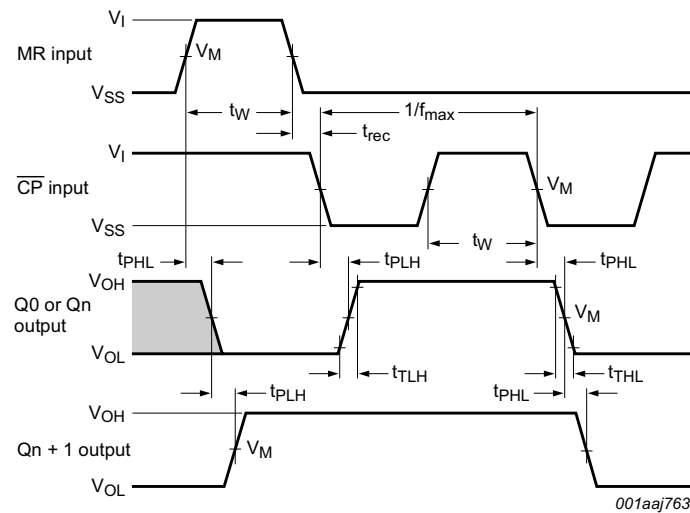 VI
MR input
VM
VSS
tW
1/fmax
trec
VI
CP input
VM
VSS
tW
tPHL
tPLH
tPHL
VOH
Q0 or Qn
output
VM
VOL
tTLH
tTHL
tPLH
tPHL
VOH
Qn + 1 output
VM
VOL
001aaj763